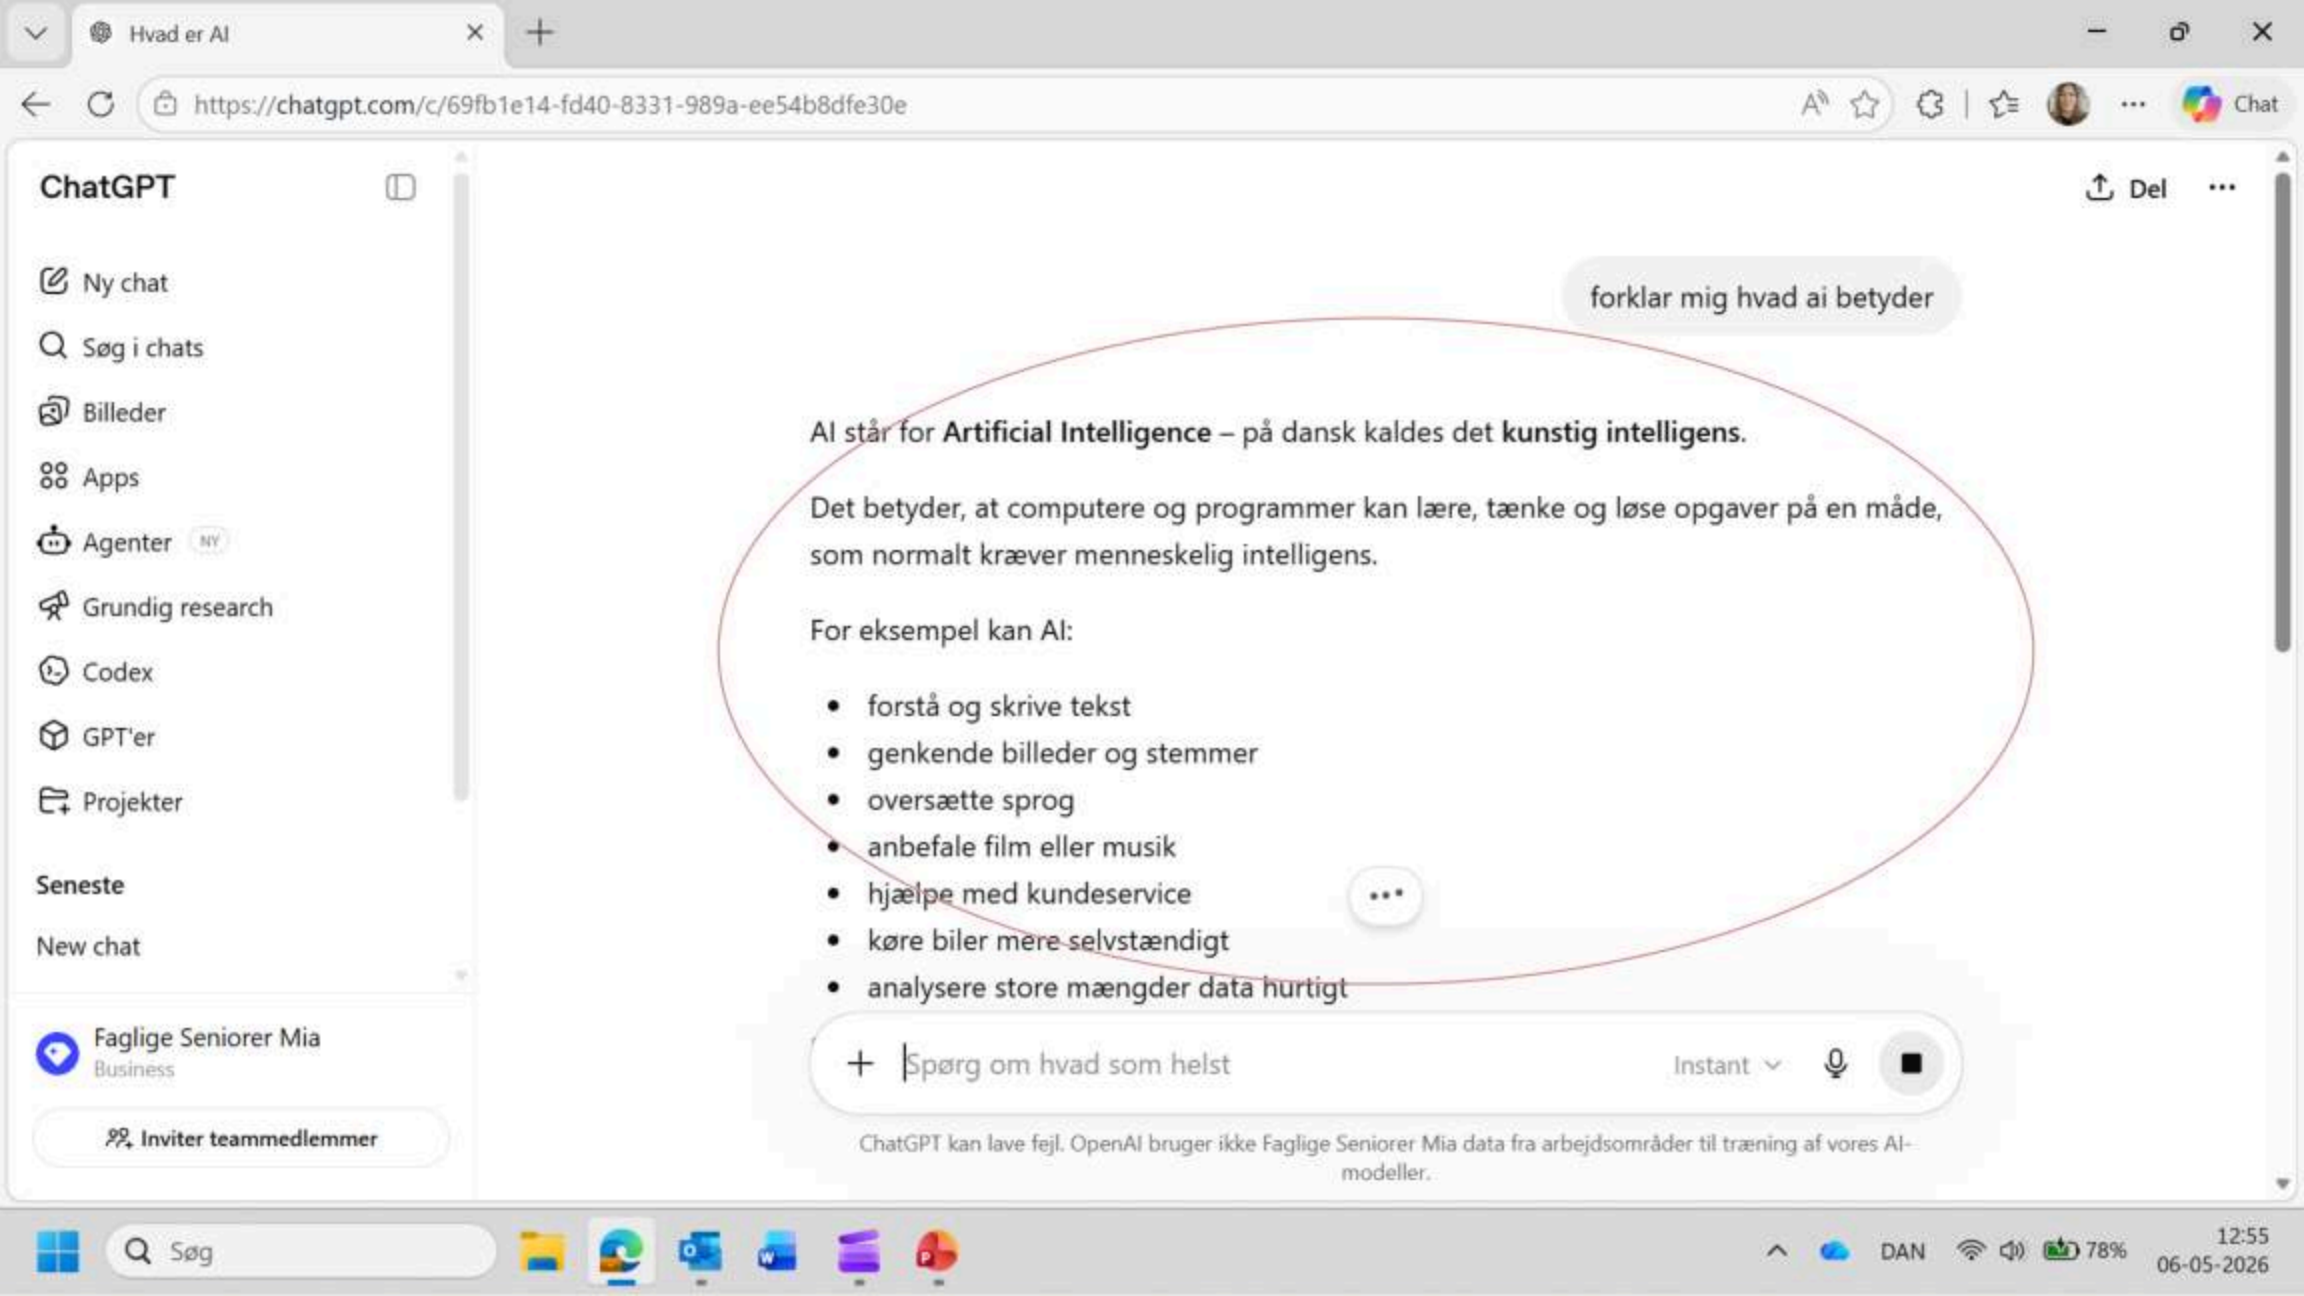 Hvad er AI
https://chatgpt.com/c/69fb1e14-fd40-8331-989a-ee54b8dfe30e
Chat
ChatGPT
Ny chat
Søg i chats
Billeder
Apps
Agenter NY
Grundig research
Codex
GPT'er
Projekter
Seneste
New chat
Faglige Seniorer Mia
Business
Inviter teammedlemmer
Del
forklar mig hvad ai betyder
AI står for Artificial Intelligence – på dansk kaldes det kunstig intelligens.
Det betyder, at computere og programmer kan lære, tænke og løse opgaver på en måde,
som normalt kræver menneskelig intelligens.
For eksempel kan AI:
• forstå og skrive tekst
• genkende billeder og stemmer
• oversætte sprog
• anbefale film eller musik
• hjælpe med kundeservice
• køre biler mere selvstændigt
• analysere store mængder data hurtigt
Spørg om hvad som helst
Instant
ChatGPT kan lave fejl. OpenAI bruger ikke Faglige Seniorer Mia data fra arbejdsområder til træning af vores AI-
modeller.
Søg
DAN
78%
12:55
06-05-2026